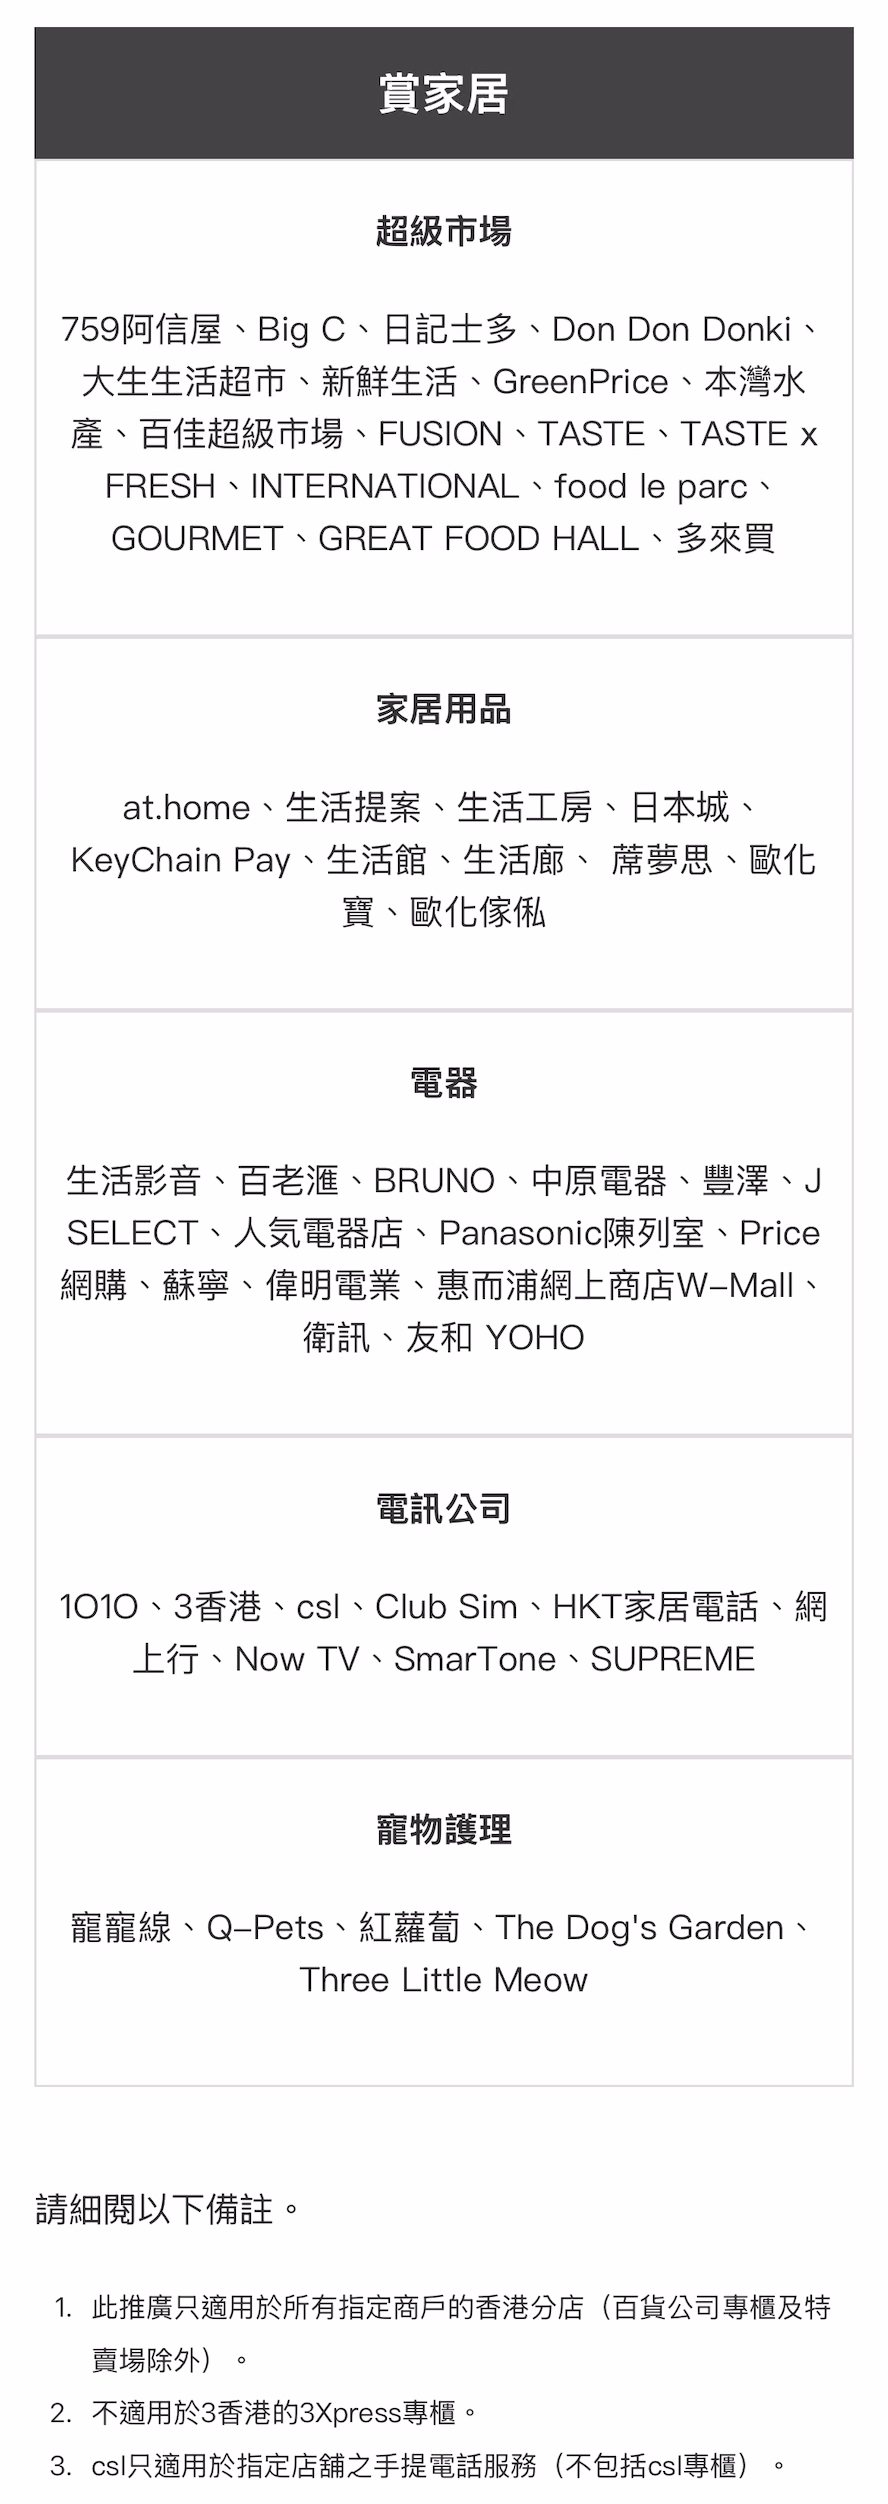 賞家居
超級市場
759阿信屋、Big C、日記士多、Don Don Donki、
大生生活超市、新鮮生活、GreenPrice、本灣水
產、百佳超級市場、FUSION、TASTE、TASTE x
FRESH、INTERNATIONAL、food le parc、
GOURMET、GREAT FOOD HALL、多來買
家居用品
at.home、生活提案、生活工房、日本城、
KeyChain Pay、生活館、生活廊、 蓆夢思、歐化
寶、歐化傢俬
電器
生活影音、百老滙、BRUNO、中原電器、豐澤、J
SELECT、人気電器店、Panasonic陳列室、Price
網購、蘇寧、偉明電業、惠而浦網上商店W–Mall、
衛訊、友和 YOHO
電訊公司
1O1O、3香港、csl、Club Sim、HKT家居電話、網
上行、Now TV、SmarTone、SUPREME
寵物護理
寵寵線、Q–Pets、紅蘿蔔、The Dog's Garden、
Three Little Meow
請細閱以下備註。
1. 此推廣只適用於所有指定商戶的香港分店（百貨公司專櫃及特
賣場除外）。
2. 不適用於3香港的3Xpress專櫃。
3. csl只適用於指定店舖之手提電話服務（不包括csl專櫃）。